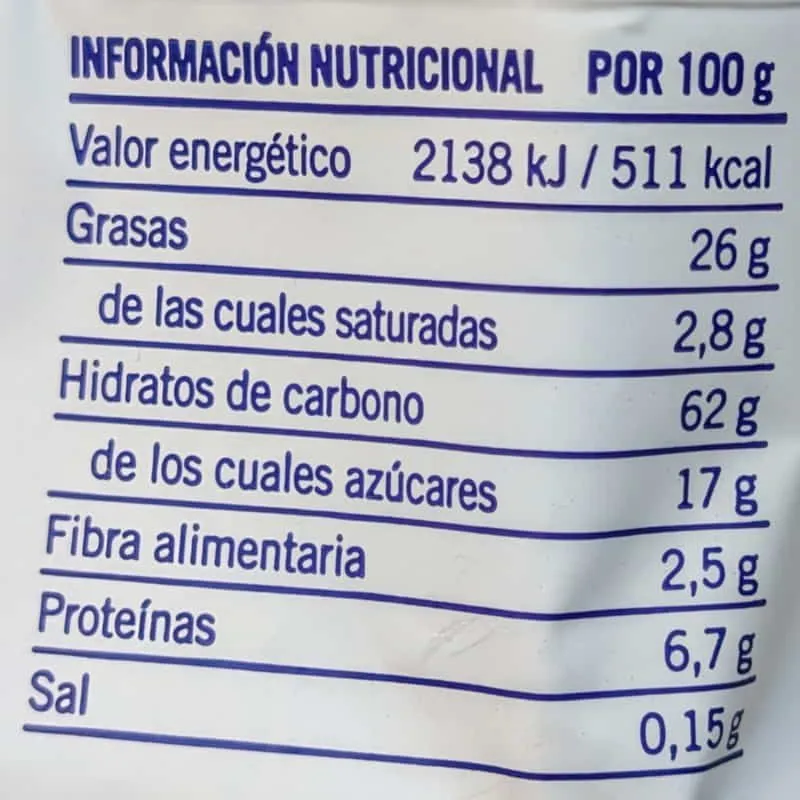 INFORMACIÓN NUTRICIONAL POR 100 g
Valor energético 2138 kJ / 511 kcal
Grasas 26 g
de las cuales saturadas 2,8 g
Hidratos de carbono 62 g
de los cuales azúcares 17 g
Fibra alimentaria 2,5 g
Proteínas 6,7 g
Sal 0,15g